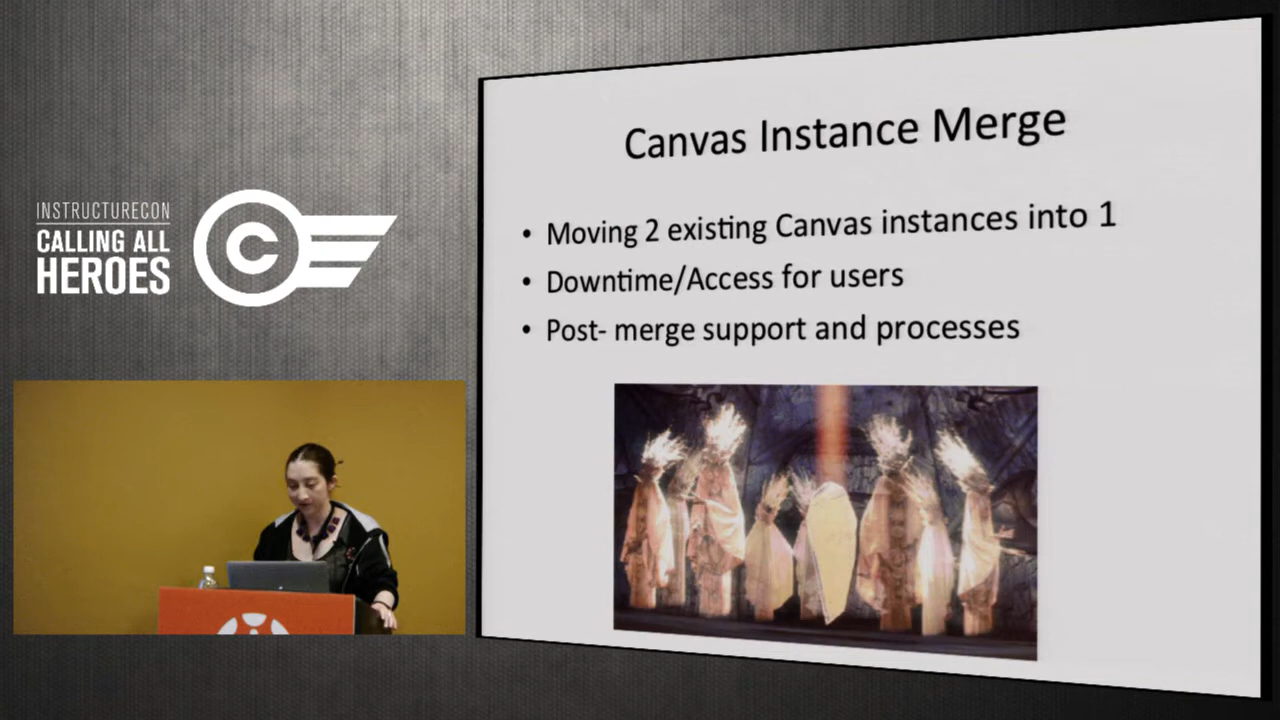 INSTRUCTURECON
CALLING ALL
HEROES
C
Canvas Instance Merge
• Moving 2 existing Canvas instances into 1
• Downtime/Access for users
• Post- merge support and processes